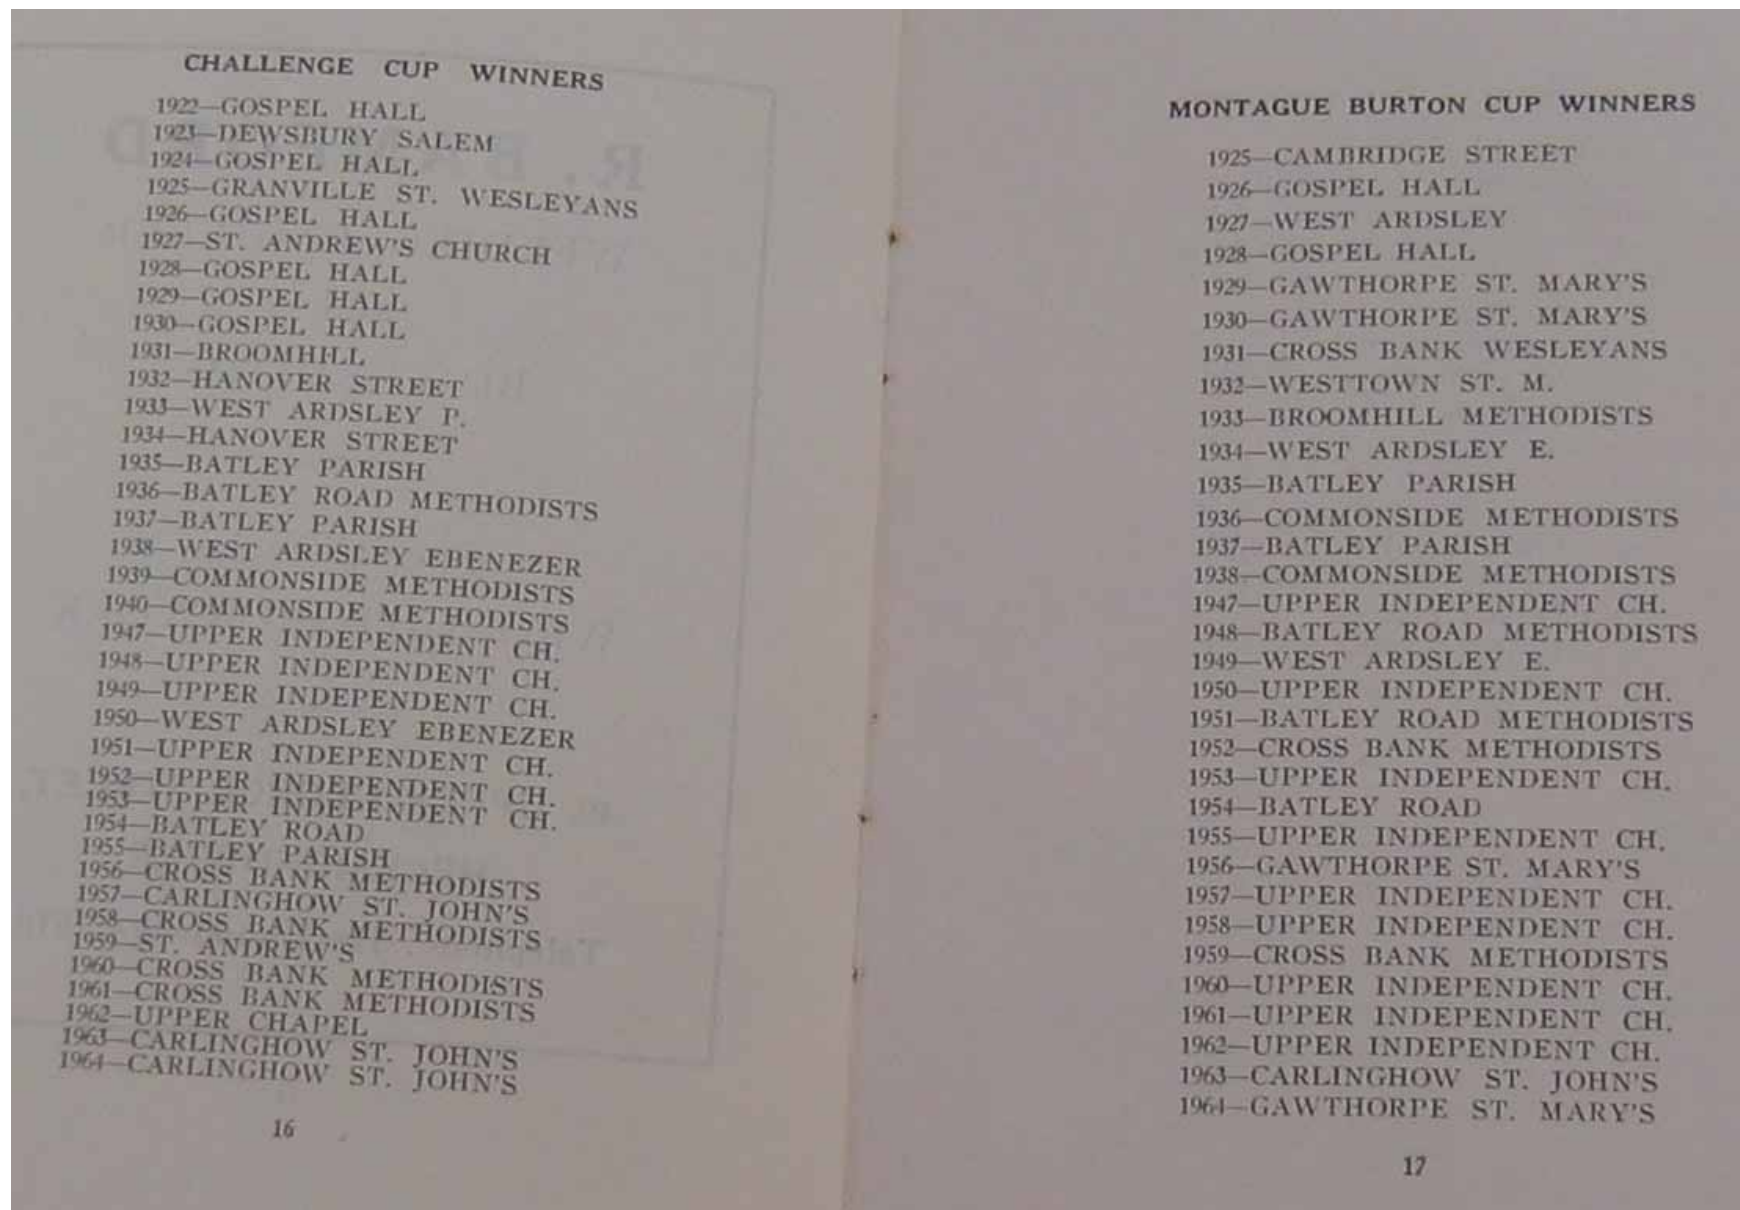 CHALLENGE CUP WINNERS
1922—GOSPEL HALL
1923—DEWSBURY SALEM
1924—GOSPEL HALL
1925—GRANVILLE ST. WESLEYANS
1926—GOSPEL HALL
1927—ST. ANDREW'S CHURCH
1928—GOSPEL HALL
1929—GOSPEL HALL
1930—GOSPEL HALL
1931—BROOMHILL
1932—HANOVER STREET
1933—WEST ARDSLEY P.
1934—HANOVER STREET
1935—BATLEY PARISH
1936—BATLEY ROAD METHODISTS
1937—BATLEY PARISH
1938—WEST ARDSLEY EBENEZER
1939—COMMONSIDE METHODISTS
1940—COMMONSIDE METHODISTS
1947—UPPER INDEPENDENT CH.
1948—UPPER INDEPENDENT CH.
1949—UPPER INDEPENDENT CH.
1950—WEST ARDSLEY EBENEZER
1951—UPPER INDEPENDENT CH.
1952—UPPER INDEPENDENT CH.
1953—UPPER INDEPENDENT CH.
1954—BATLEY ROAD
1955—BATLEY PARISH
1956—CROSS BANK METHODISTS
1957—CARLINGHOW ST. JOHN'S
1958—CROSS BANK METHODISTS
1959—ST. ANDREW'S
1960—CROSS BANK METHODISTS
1961—CROSS BANK METHODISTS
1962—UPPER CHAPEL
1963—CARLINGHOW ST. JOHN'S
1964—CARLINGHOW ST. JOHN'S
16
MONTAGUE BURTON CUP WINNERS
1925—CAMBRIDGE STREET
1926—GOSPEL HALL
1927—WEST ARDSLEY
1928—GOSPEL HALL
1929—GAWTHORPE ST. MARY'S
1930—GAWTHORPE ST. MARY'S
1931—CROSS BANK WESLEYANS
1932—WESTTOWN ST. M.
1933—BROOMHILL METHODISTS
1934—WEST ARDSLEY E.
1935—BATLEY PARISH
1936—COMMONSIDE METHODISTS
1937—BATLEY PARISH
1938—COMMONSIDE METHODISTS
1947—UPPER INDEPENDENT CH.
1948—BATLEY ROAD METHODISTS
1949—WEST ARDSLEY E.
1950—UPPER INDEPENDENT CH.
1951—BATLEY ROAD METHODISTS
1952—CROSS BANK METHODISTS
1953—UPPER INDEPENDENT CH.
1954—BATLEY ROAD
1955—UPPER INDEPENDENT CH.
1956—GAWTHORPE ST. MARY'S
1957—UPPER INDEPENDENT CH.
1958—UPPER INDEPENDENT CH.
1959—CROSS BANK METHODISTS
1960—UPPER INDEPENDENT CH.
1961—UPPER INDEPENDENT CH.
1962—UPPER INDEPENDENT CH.
1963—CARLINGHOW ST. JOHN'S
1964—GAWTHORPE ST. MARY'S
17